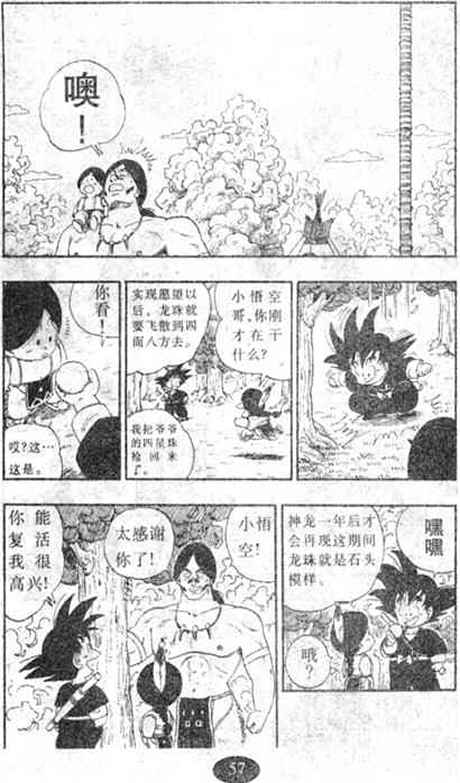 噢!
小悟空
哥、你刚
才在干
什么?
实现愿望以
后、龙珠就
要飞散到四
面八方去。
我把爷爷
的四星珠
捡回来
了。
你
看!
哎?这…
这是。
嘿
嘿
神龙一年后才
会再现这期间
龙珠就是石头
模样。
哦?
小悟
空!
太感谢
你了!
你能
复活
我很
高兴!
57